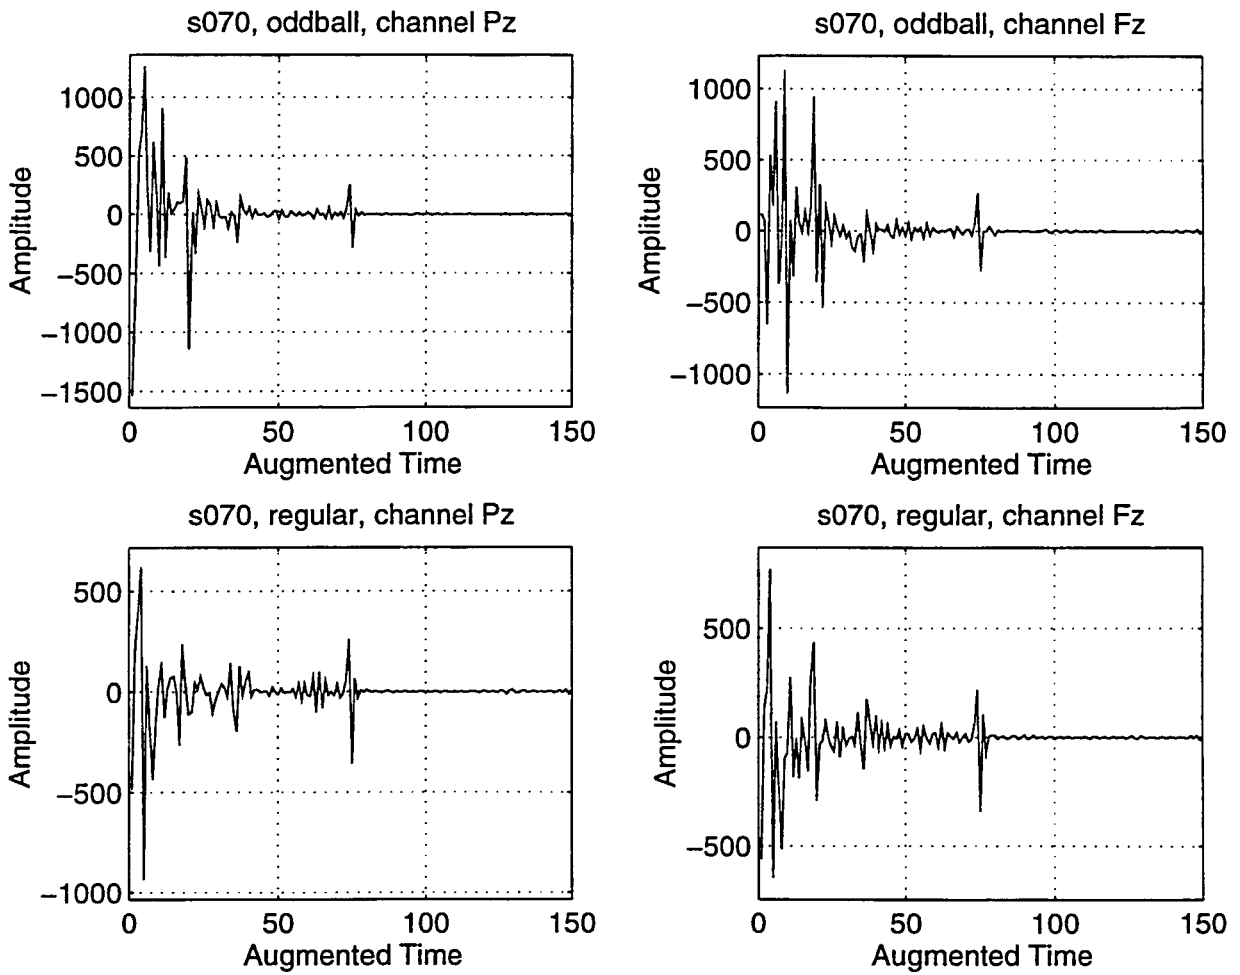 s070, oddball, channel Pz
1000
500
0
−500
−1000
−1500
Amplitude
0 50 100 150
Augmented Time
s070, oddball, channel Fz
1000
500
0
−500
−1000
Amplitude
0 50 100 150
Augmented Time
s070, regular, channel Pz
500
0
−500
−1000
Amplitude
0 50 100 150
Augmented Time
s070, regular, channel Fz
500
0
−500
Amplitude
0 50 100 150
Augmented Time